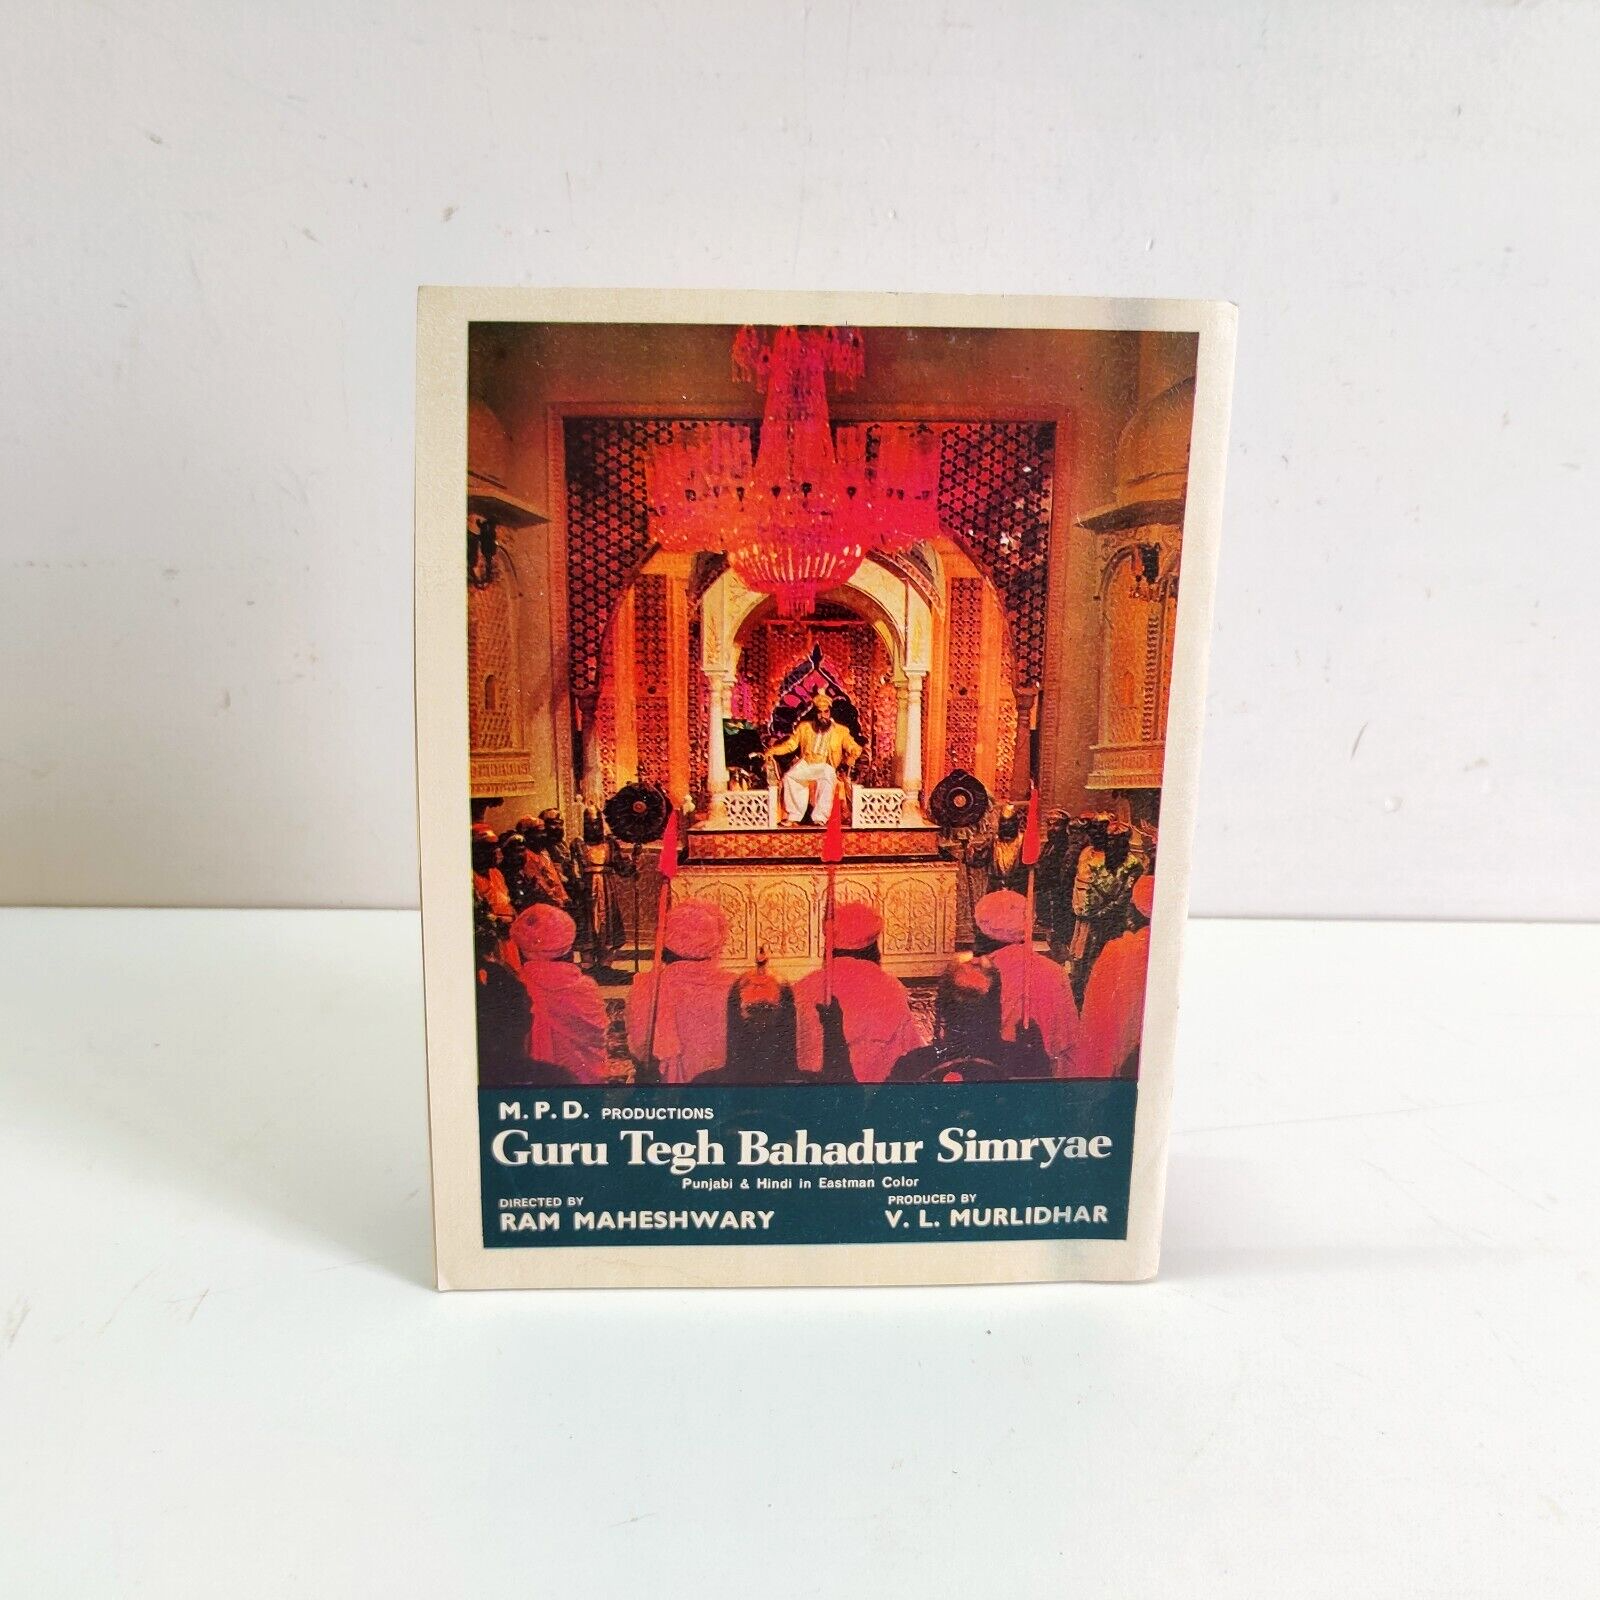 M.P.D. PRODUCTIONS
Guru Tegh Bahadur Simryae
Punjabi & Hindi in Eastman Color
DIRECTED BY
RAM MAHESHWARY
PRODUCED BY
V. L. MURLIDHAR